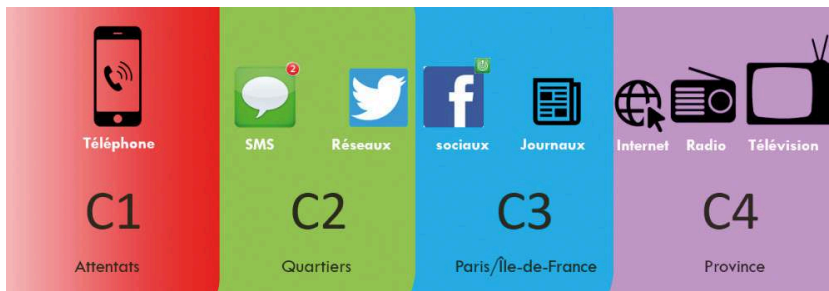 2
f
Téléphone SMS Réseaux sociaux Journaux Internet Radio Télévision
C1 C2 C3 C4
Attentats Quartiers Paris/Île-de-France Province